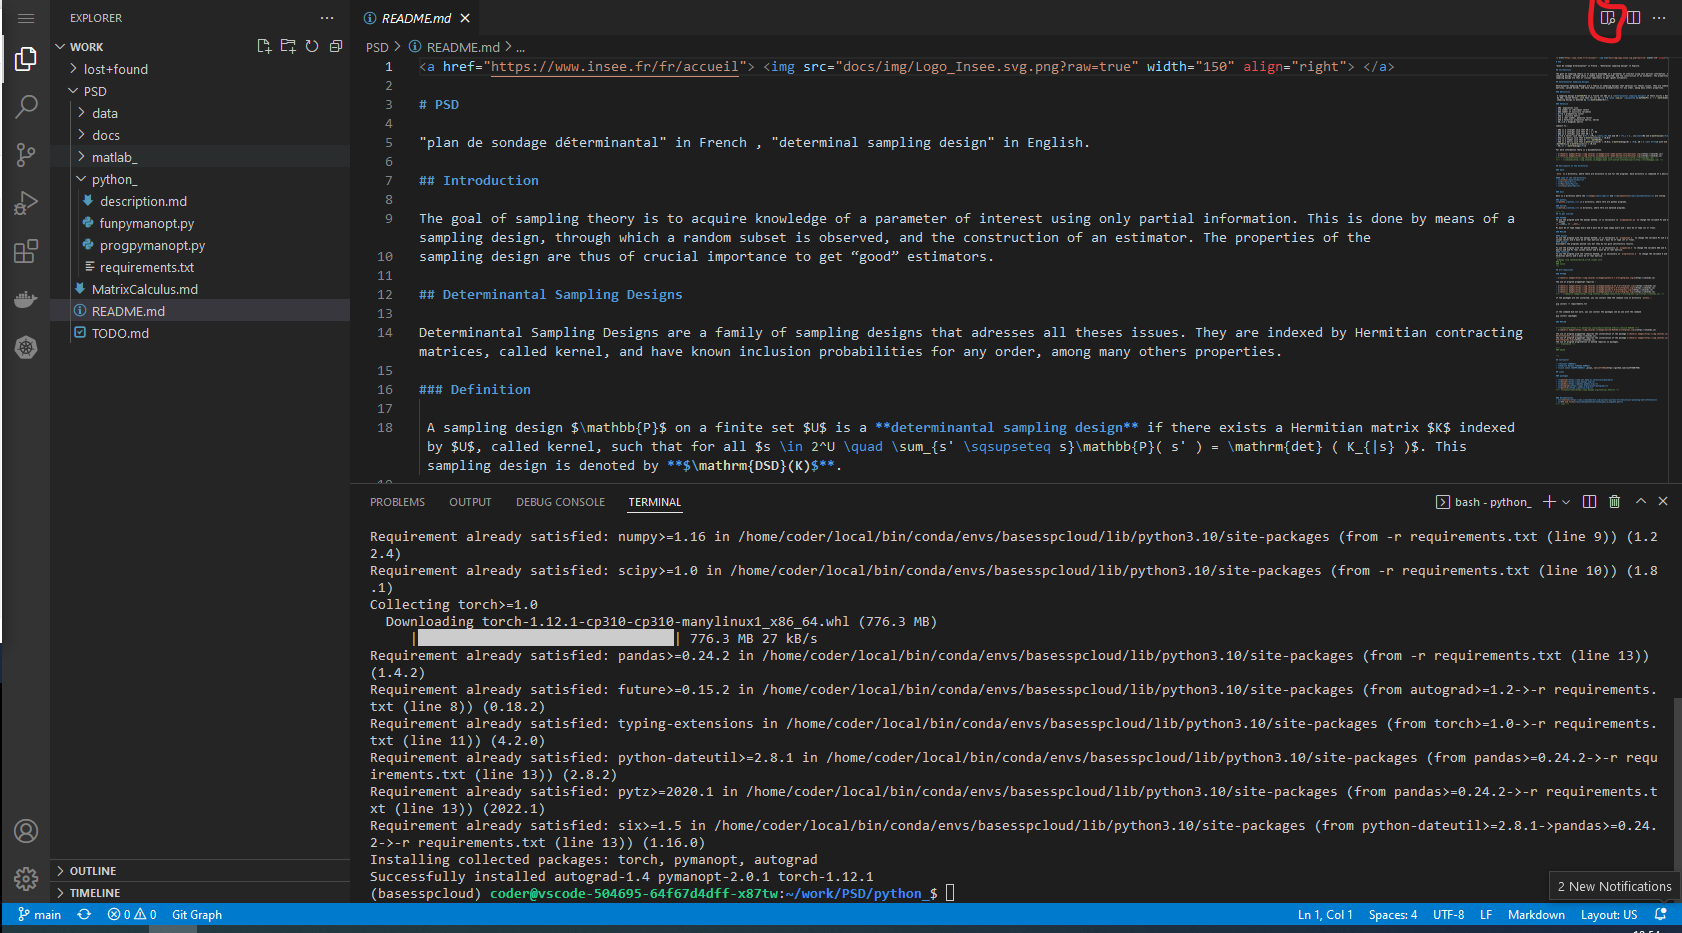 EXPLORER
README.md
WORK
lost+found
PSD
data
docs
matlab_
python_
description.md
funpymanopt.py
progpymanopt.py
requirements.txt
MatrixCalculus.md
README.md
TODO.md
OUTLINE
TIMELINE
PSD > README.md > ...
1 <a href="https://www.insee.fr/fr/accueil"> <img src="docs/img/Logo_Insee.svg.png?raw=true" width="150" align="right"> </a>
2
3 # PSD
4
5 "plan de sondage déterminantal" in French , "determinal sampling design" in English.
6
7 ## Introduction
8
9 The goal of sampling theory is to acquire knowledge of a parameter of interest using only partial information. This is done by means of a
sampling design, through which a random subset is observed, and the construction of an estimator. The properties of the
10 sampling design are thus of crucial importance to get “good” estimators.
11
12 ## Determinantal Sampling Designs
13
14 Determinantal Sampling Designs are a family of sampling designs that adresses all theses issues. They are indexed by Hermitian contracting
matrices, called kernel, and have known inclusion probabilities for any order, among many others properties.
15
16 ### Definition
17
18 A sampling design $\mathbb{P}$ on a finite set $U$ is a **determinantal sampling design** if there exists a Hermitian matrix $K$ indexed
by $U$, called kernel, such that for all $s \in 2^U \quad \sum_{s' \sqsupseteq s}\mathbb{P}( s' ) = \mathrm{det} ( K_{|s} )$. This
sampling design is denoted by **$\mathrm{DSD}(K)$**.
PROBLEMS OUTPUT DEBUG CONSOLE TERMINAL
bash - python_
Requirement already satisfied: numpy>=1.16 in /home/coder/local/bin/conda/envs/basesspcloud/lib/python3.10/site-packages (from -r requirements.txt (line 9)) (1.2
2.4)
Requirement already satisfied: scipy>=1.0 in /home/coder/local/bin/conda/envs/basesspcloud/lib/python3.10/site-packages (from -r requirements.txt (line 10)) (1.8
.1)
Collecting torch>=1.0
Downloading torch-1.12.1-cp310-cp310-manylinux1_x86_64.whl (776.3 MB)
| | 776.3 MB 27 kB/s
Requirement already satisfied: pandas>=0.24.2 in /home/coder/local/bin/conda/envs/basesspcloud/lib/python3.10/site-packages (from -r requirements.txt (line 13))
(1.4.2)
Requirement already satisfied: future>=0.15.2 in /home/coder/local/bin/conda/envs/basesspcloud/lib/python3.10/site-packages (from autograd>=1.2->-r requirements.
txt (line 8)) (0.18.2)
Requirement already satisfied: typing-extensions in /home/coder/local/bin/conda/envs/basesspcloud/lib/python3.10/site-packages (from torch>=1.0->-r requirements.
txt (line 11)) (4.2.0)
Requirement already satisfied: python-dateutil>=2.8.1 in /home/coder/local/bin/conda/envs/basesspcloud/lib/python3.10/site-packages (from pandas>=0.24.2->-r requ
irements.txt (line 13)) (2.8.2)
Requirement already satisfied: pytz>=2020.1 in /home/coder/local/bin/conda/envs/basesspcloud/lib/python3.10/site-packages (from pandas>=0.24.2->-r requirements.t
xt (line 13)) (2022.1)
Requirement already satisfied: six>=1.5 in /home/coder/local/bin/conda/envs/basesspcloud/lib/python3.10/site-packages (from python-dateutil>=2.8.1->pandas>=0.24.
2->-r requirements.txt (line 13)) (1.16.0)
Installing collected packages: torch, pymanopt, autograd
Successfully installed autograd-1.4 pymanopt-2.0.1 torch-1.12.1
(basesspcloud) coder@vscode-504695-64f67d4dff-x87tw:~/work/PSD/python_$
2 New Notifications
main 0 0 Git Graph Ln 1, Col 1 Spaces: 4 UTF-8 LF Markdown Layout: US